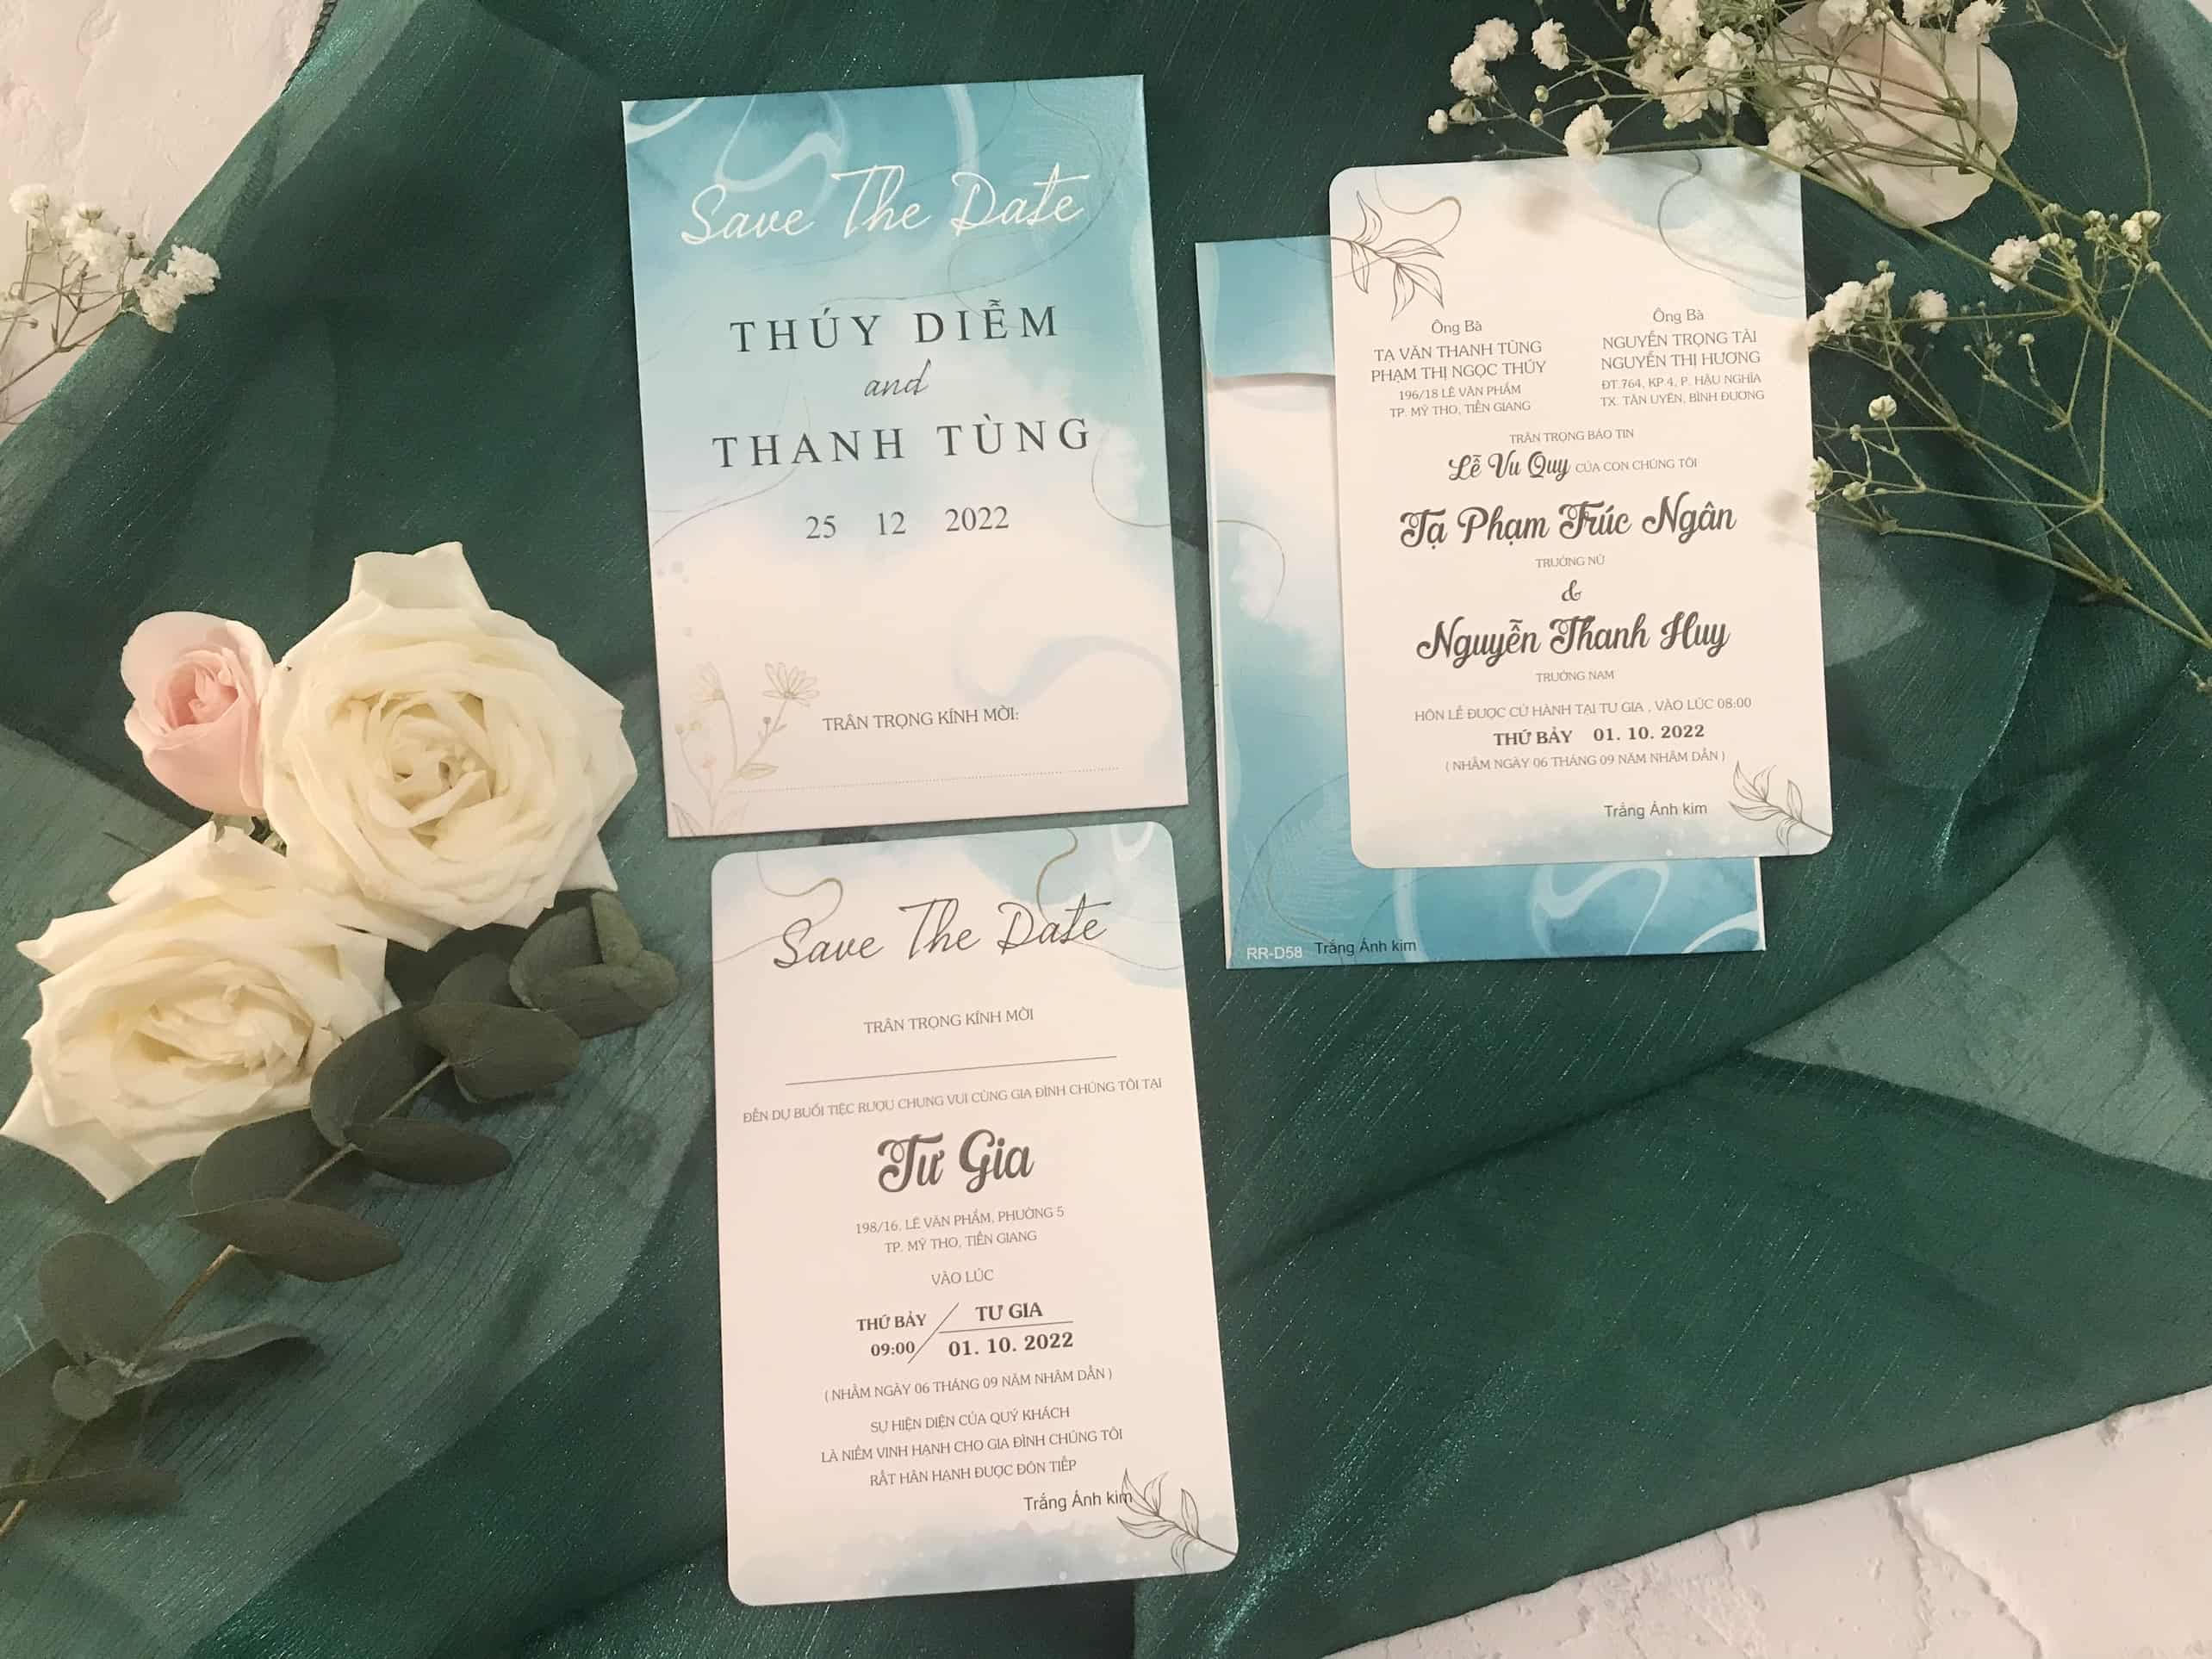 Save The Date
THÚY DIỄM
and
THANH TÙNG
25 12 2022
TRÂN TRỌNG KÍNH MỜI:
Ông Bà
TẠ VĂN THANH TÙNG
PHẠM THỊ NGỌC THÚY
196/18 LÊ VĂN PHẨM
TP. MỸ THO, TIỀN GIANG
Ông Bà
NGUYỄN TRỌNG TÀI
NGUYỄN THỊ HƯƠNG
ĐT.764, KP 4, P. HẬU NGHĨA
TX. TÂN UYÊN, BÌNH DƯƠNG
TRÂN TRỌNG BÁO TIN
Lễ Vu Quy CỦA CON CHÚNG TÔI
Tạ Phạm Trúc Ngân
TRƯỞNG NỮ
&
Nguyễn Thanh Huy
TRƯỞNG NAM
HÔN LỄ ĐƯỢC CỬ HÀNH TẠI TƯ GIA , VÀO LÚC 08:00
THỨ BẢY 01. 10. 2022
( NHẰM NGÀY 06 THÁNG 09 NĂM NHÂM DẦN )
Trắng Ánh kim
RR-D58 Trắng Ánh kim
Save The Date
TRÂN TRỌNG KÍNH MỜI
ĐẾN DỰ BUỔI TIỆC RƯỢU CHUNG VUI CÙNG GIA ĐÌNH CHÚNG TÔI TẠI
Tư Gia
198/16, LÊ VĂN PHẨM, PHƯỜNG 5
TP. MỸ THO, TIỀN GIANG
VÀO LÚC
THỨ BẢY / TƯ GIA
09:00 / 01. 10. 2022
( NHẰM NGÀY 06 THÁNG 09 NĂM NHÂM DẦN )
SỰ HIỆN DIỆN CỦA QUÝ KHÁCH
LÀ NIỀM VINH HẠNH CHO GIA ĐÌNH CHÚNG TÔI
RẤT HÂN HẠNH ĐƯỢC ĐÓN TIẾP
Trắng Ánh kim